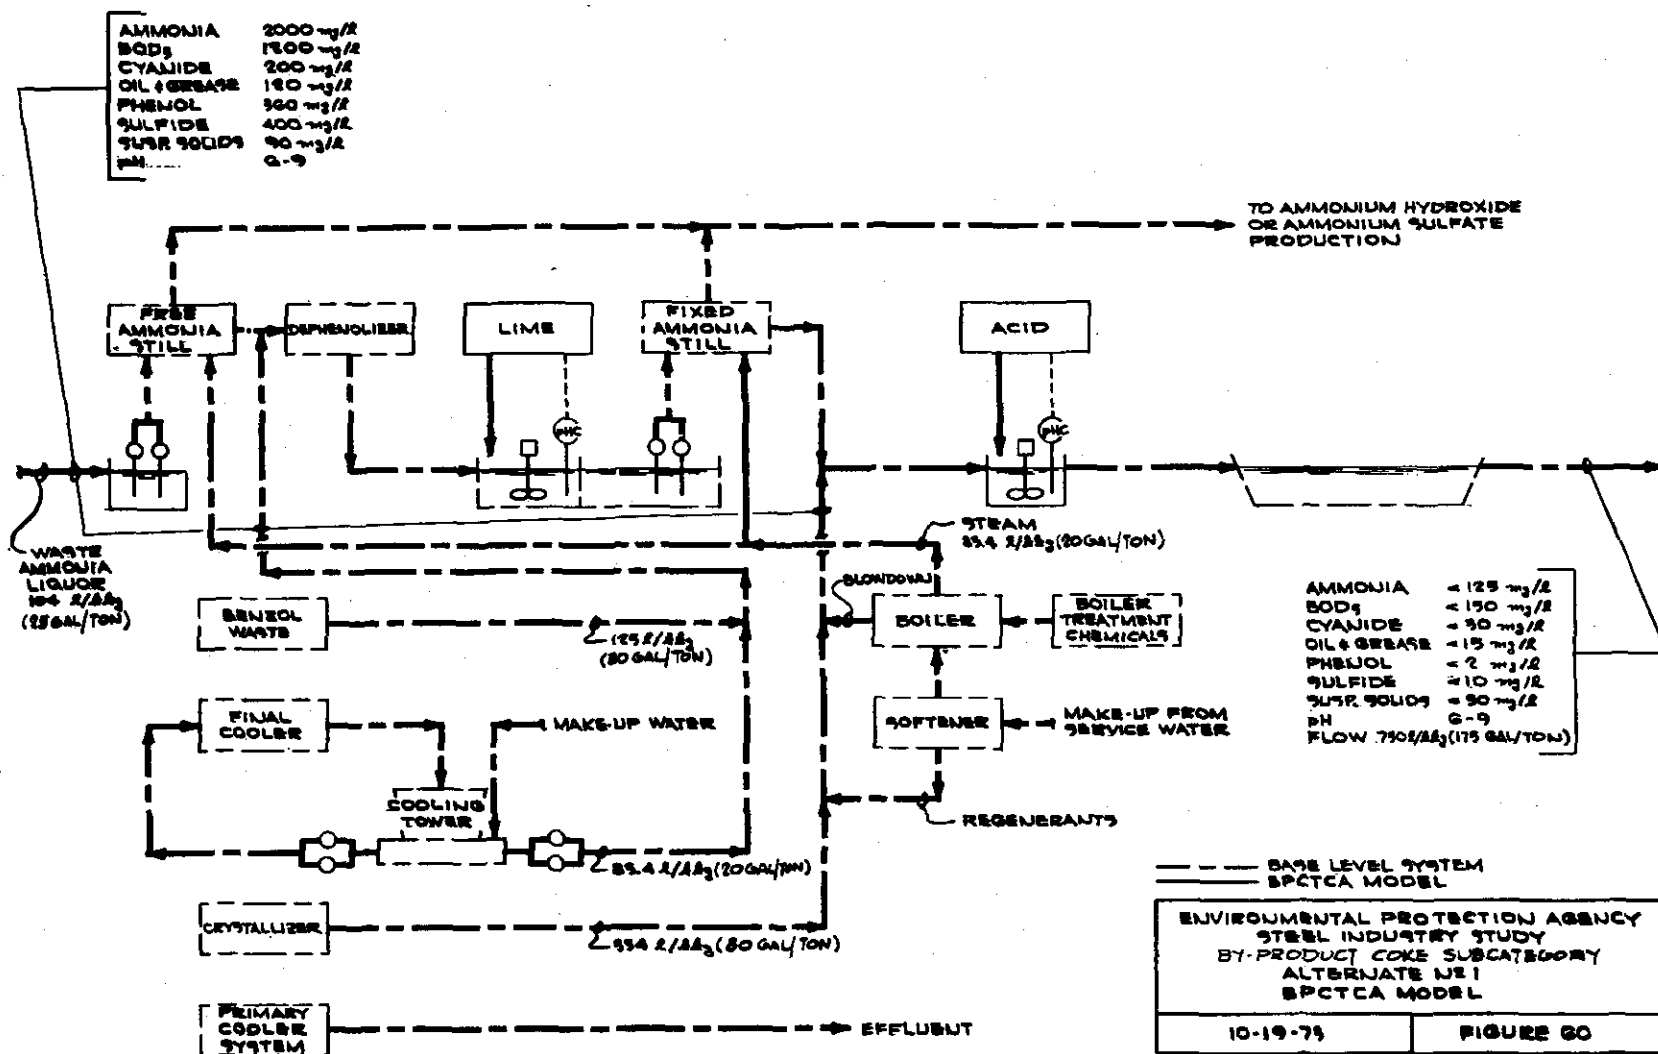 AMMONIA 2000 mg/l
BOD₅ 1200 mg/l
CYANIDE 200 mg/l
OIL & GREASE 120 mg/l
PHENOL 360 mg/l
SULFIDE 400 mg/l
SUSP. SOLIDS 90 mg/l
pH 6-9
TO AMMONIUM HYDROXIDE
OR AMMONIUM SULFATE
PRODUCTION
FREE
AMMONIA
STILL
DEPHENOLIZER
LIME
FIXED
AMMONIA
STILL
ACID
pHC
pHC
WASTE
AMMONIA
LIQUOR
104 l/kkg
(25 GAL/TON)
STEAM
83.4 l/kkg (20 GAL/TON)
BLOWDOWN
BENZOL
WASTE
125 l/kkg
(30 GAL/TON)
BOILER
BOILER
TREATMENT
CHEMICALS
AMMONIA = 125 mg/l
BOD₅ = 150 mg/l
CYANIDE = 30 mg/l
OIL & GREASE = 15 mg/l
PHENOL = 2 mg/l
SULFIDE = 10 mg/l
SUSP. SOLIDS = 50 mg/l
pH 6-9
FLOW 730 l/kkg (175 GAL/TON)
FINAL
COOLER
MAKE-UP WATER
SOFTENER
MAKE-UP FROM
SERVICE WATER
COOLING
TOWER
REGENERANTS
83.4 l/kkg (20 GAL/TON)
CRYSTALLIZER
334 l/kkg (80 GAL/TON)
BASE LEVEL SYSTEM
BPCTCA MODEL
ENVIRONMENTAL PROTECTION AGENCY
STEEL INDUSTRY STUDY
BY-PRODUCT COKE SUBCATEGORY
ALTERNATE Nº 1
BPCTCA MODEL
PRIMARY
COOLER
SYSTEM
EFFLUENT
10-19-73
FIGURE 60